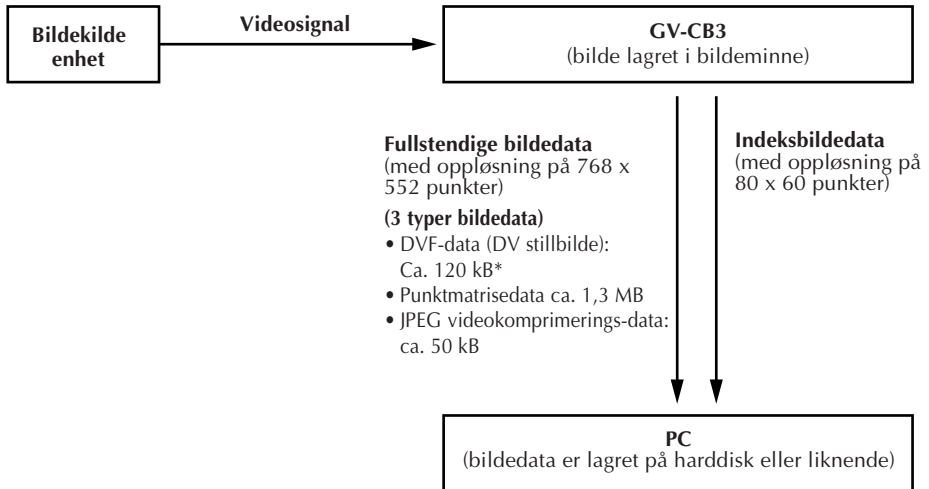 Bildekilde
enhet
Videosignal
GV-CB3
(bilde lagret i bildeminne)
Fullstendige bildedata
(med oppløsning på 768 x
552 punkter)
(3 typer bildedata)
• DVF-data (DV stillbilde):
Ca. 120 kB*
• Punktmatrisedata ca. 1,3 MB
• JPEG videokomprimerings-data:
ca. 50 kB
Indeksbildedata
(med oppløsning på
80 x 60 punkter)
PC
(bildedata er lagret på harddisk eller liknende)